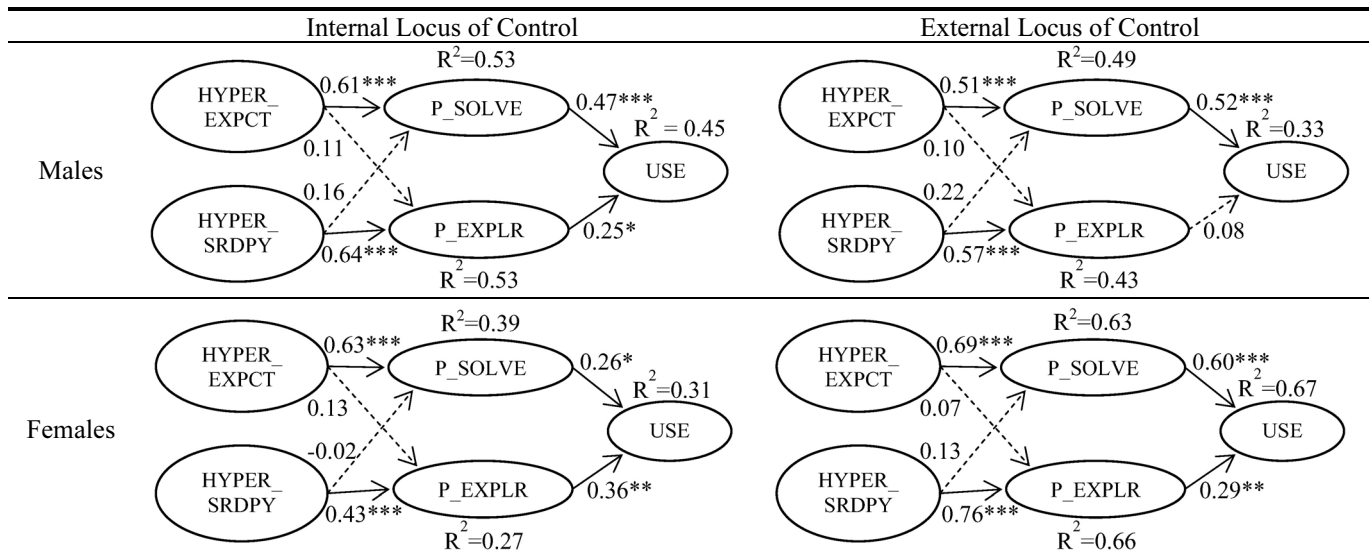 Internal Locus of Control
External Locus of Control
Males
R²=0.53
HYPER_
EXPCT
0.61***
P_SOLVE
0.47***
R² = 0.45
0.11
USE
0.16
HYPER_
SRDPY
P_EXPLR
0.25*
0.64***
R²=0.53
R²=0.49
HYPER_
EXPCT
0.51***
P_SOLVE
0.52***
R²=0.33
0.10
USE
0.22
HYPER_
SRDPY
P_EXPLR
0.08
0.57***
R²=0.43
Females
R²=0.39
HYPER_
EXPCT
0.63***
P_SOLVE
0.26*
R²=0.31
0.13
USE
-0.02
HYPER_
SRDPY
P_EXPLR
0.36**
0.43***
R²=0.27
R²=0.63
HYPER_
EXPCT
0.69***
P_SOLVE
0.60***
R²=0.67
0.07
USE
0.13
HYPER_
SRDPY
P_EXPLR
0.29**
0.76***
R²=0.66